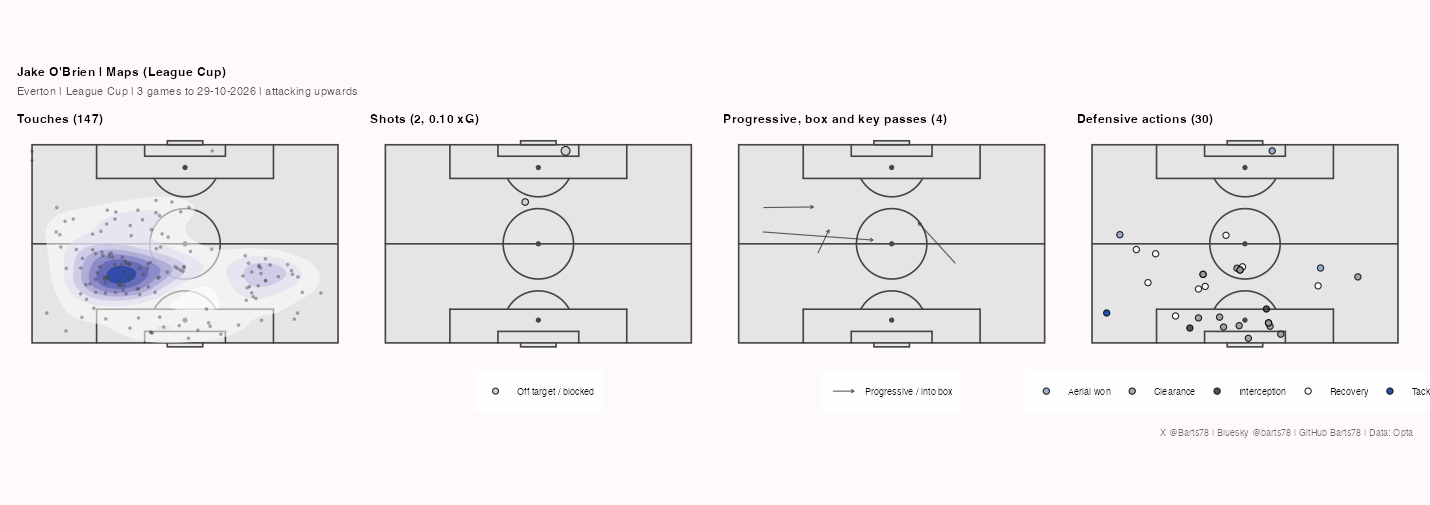 Jake O'Brien | Maps (League Cup)
Everton | League Cup | 3 games to 29-10-2026 | attacking upwards
Touches (147)
Shots (2, 0.10 xG)
Progressive, box and key passes (4)
Defensive actions (30)
Off target / blocked
Progressive / into box
Aerial won
Clearance
Interception
Recovery
Tack
X @Barts78 | Bluesky @barts78 | GitHub Barts78 | Data: Opta